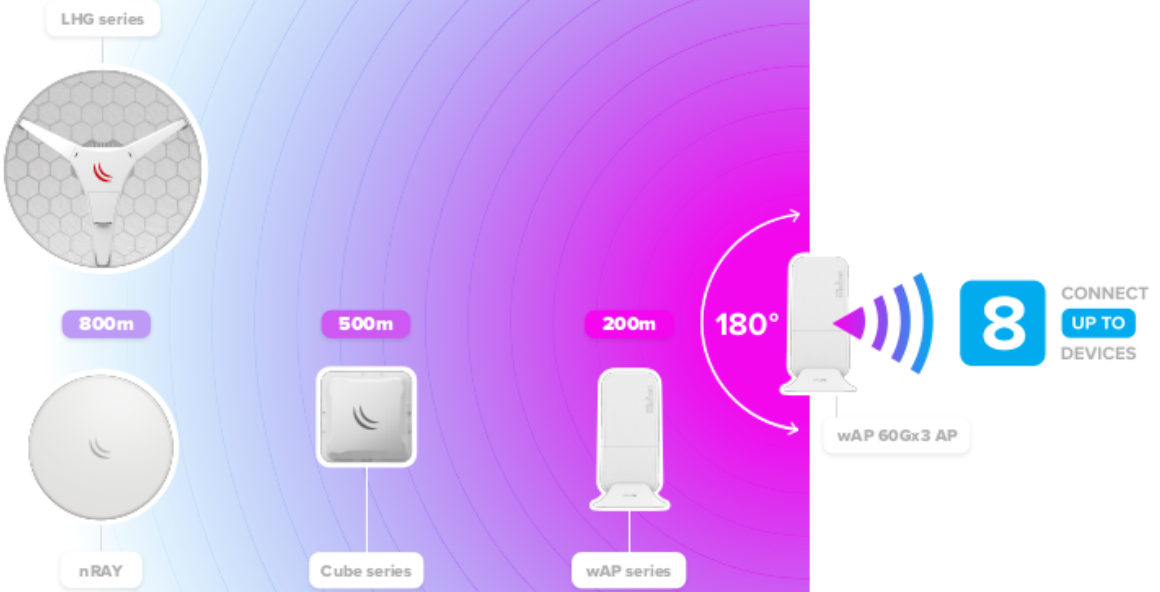 LHG series
800m
500m
200m
180°
8
CONNECT
UP TO
DEVICES
wAP 60Gx3 AP
nRAY
Cube series
wAP series